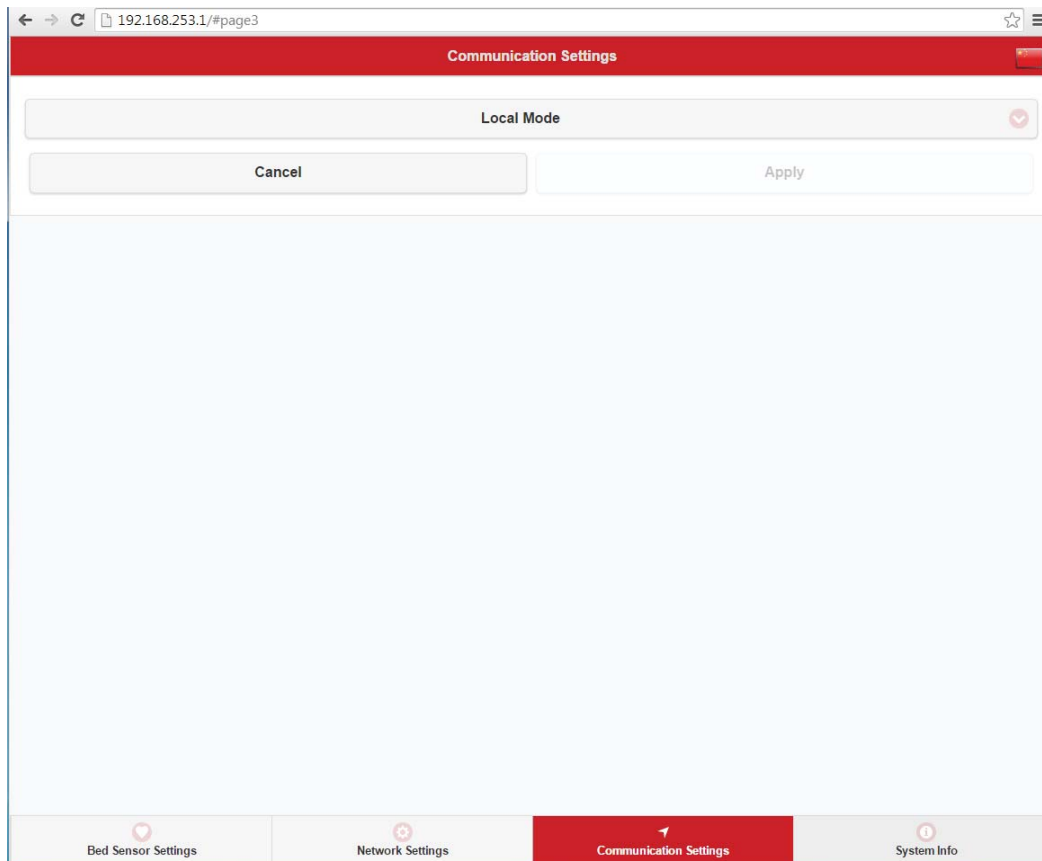 192.168.253.1/#page3
Communication Settings
Local Mode
Cancel
Apply
Bed Sensor Settings
Network Settings
Communication Settings
System Info